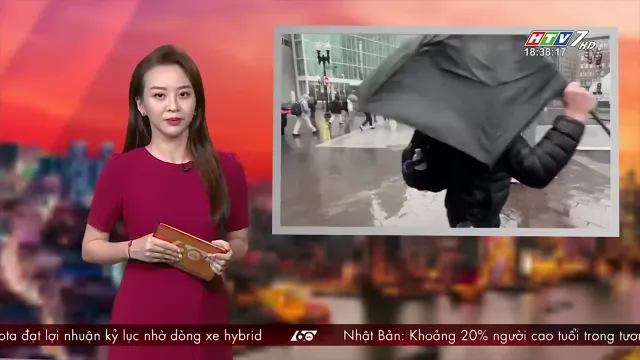 HTV7 HD
18:38:17
ota đạt lợi nhuận kỷ lục nhờ dòng xe hybrid 60 Nhật Bản: Khoảng 20% người cao tuổi trong tươ